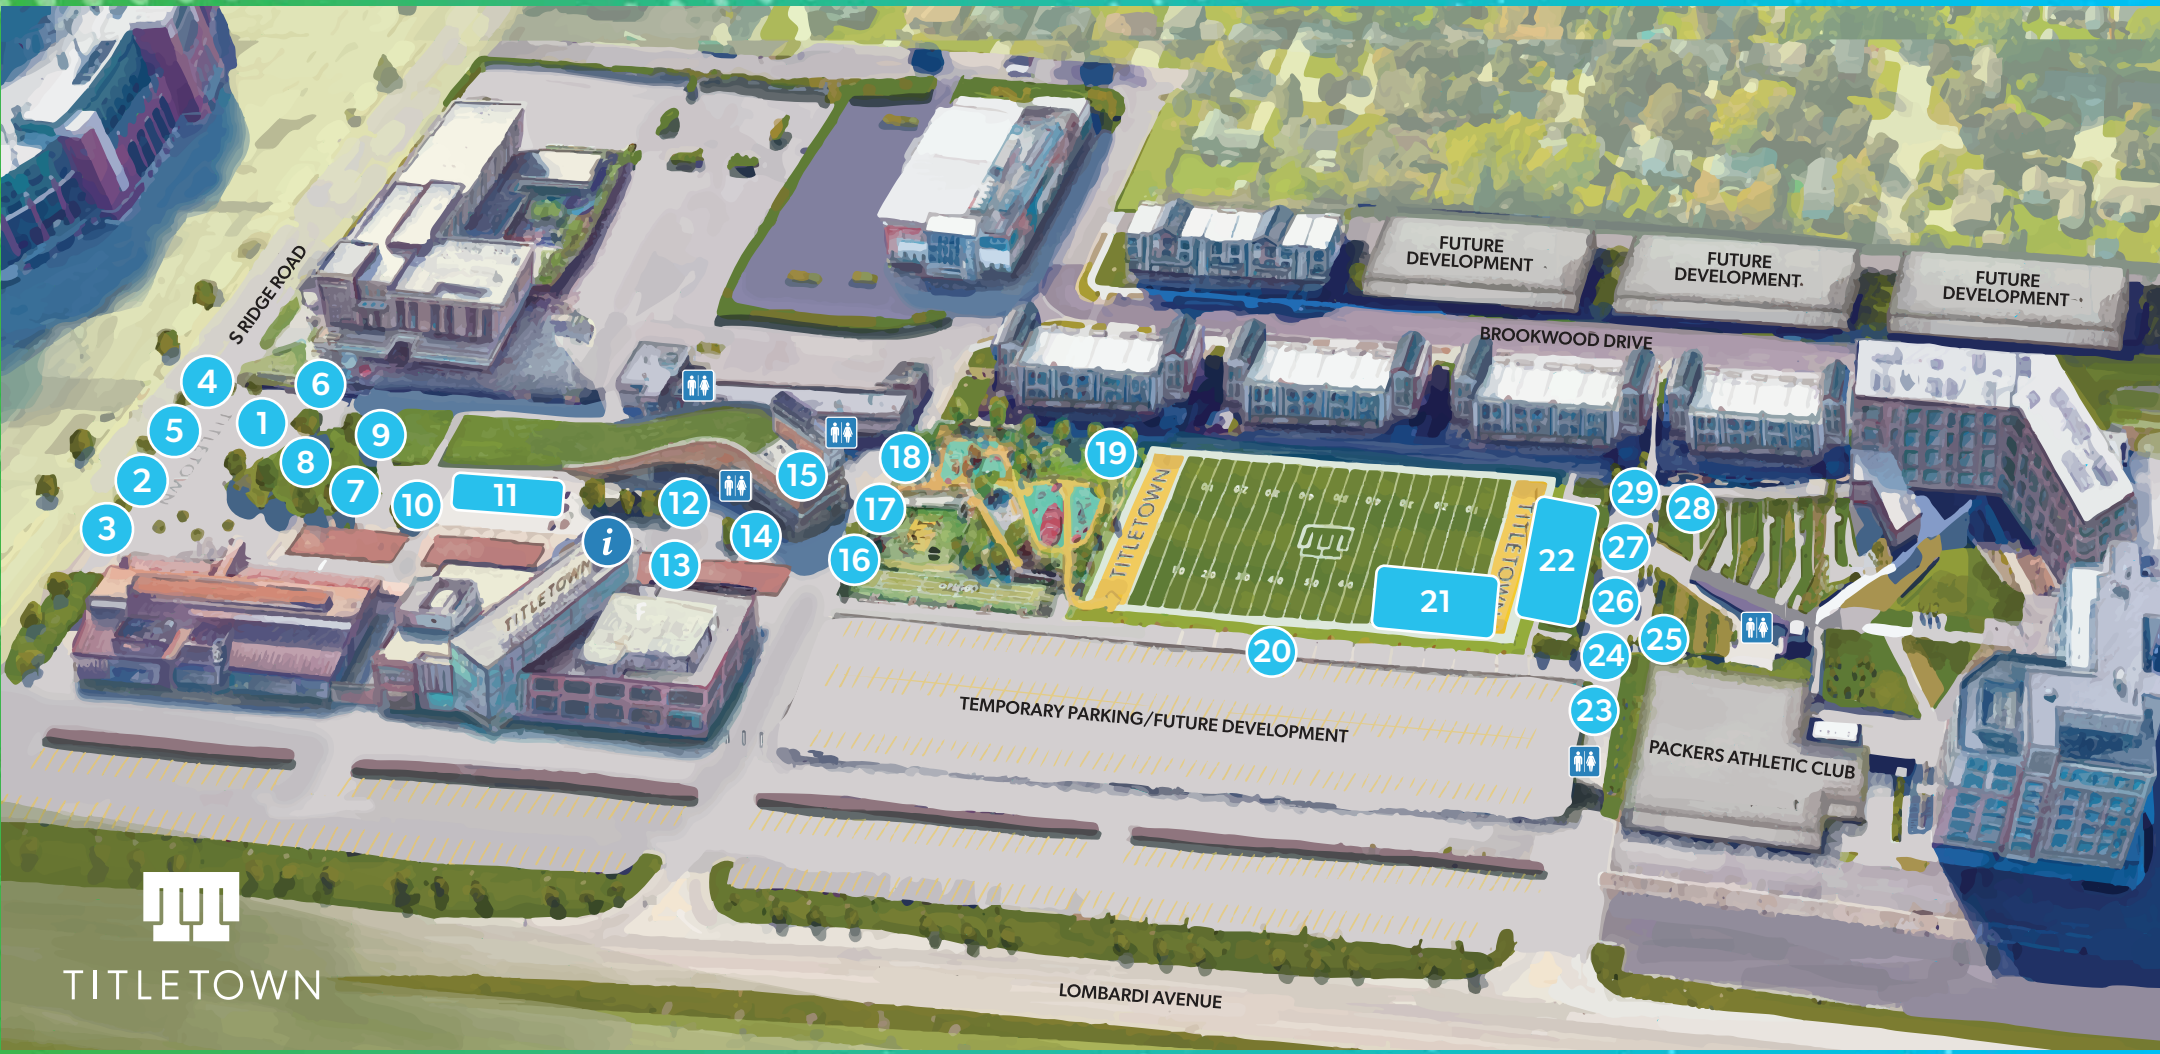 FUTURE
DEVELOPMENT
FUTURE
DEVELOPMENT
FUTURE
DEVELOPMENT
S RIDGE ROAD
BROOKWOOD DRIVE
4
6
1
5
9
8
2
7
10
11
3
12
15
i
13
14
18
19
17
16
TITLETOWN
TITLETOWN
TITLETOWN
TITLETOWN
22
21
20
29
28
27
26
25
24
23
TEMPORARY PARKING/FUTURE DEVELOPMENT
PACKERS ATHLETIC CLUB
TITLETOWN
LOMBARDI AVENUE